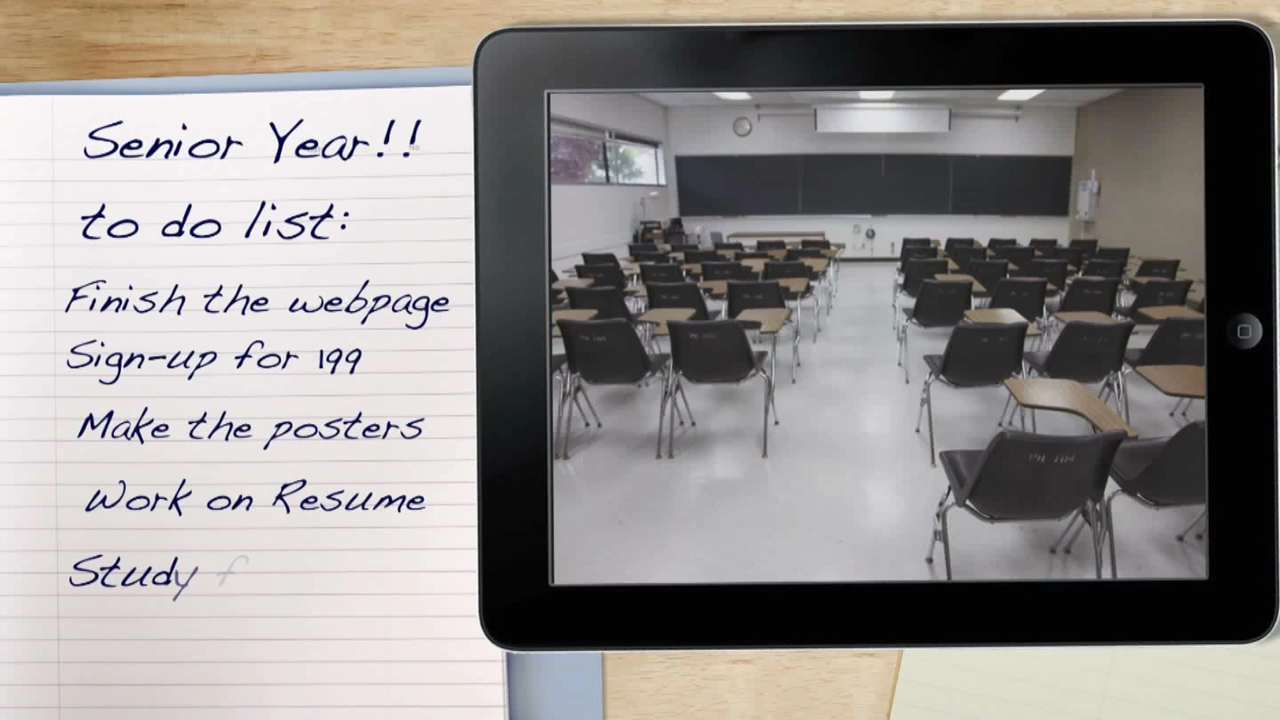 Senior Year!!
to do list:
Finish the webpage
Sign-up for 199
Make the posters
Work on Resume
Study f